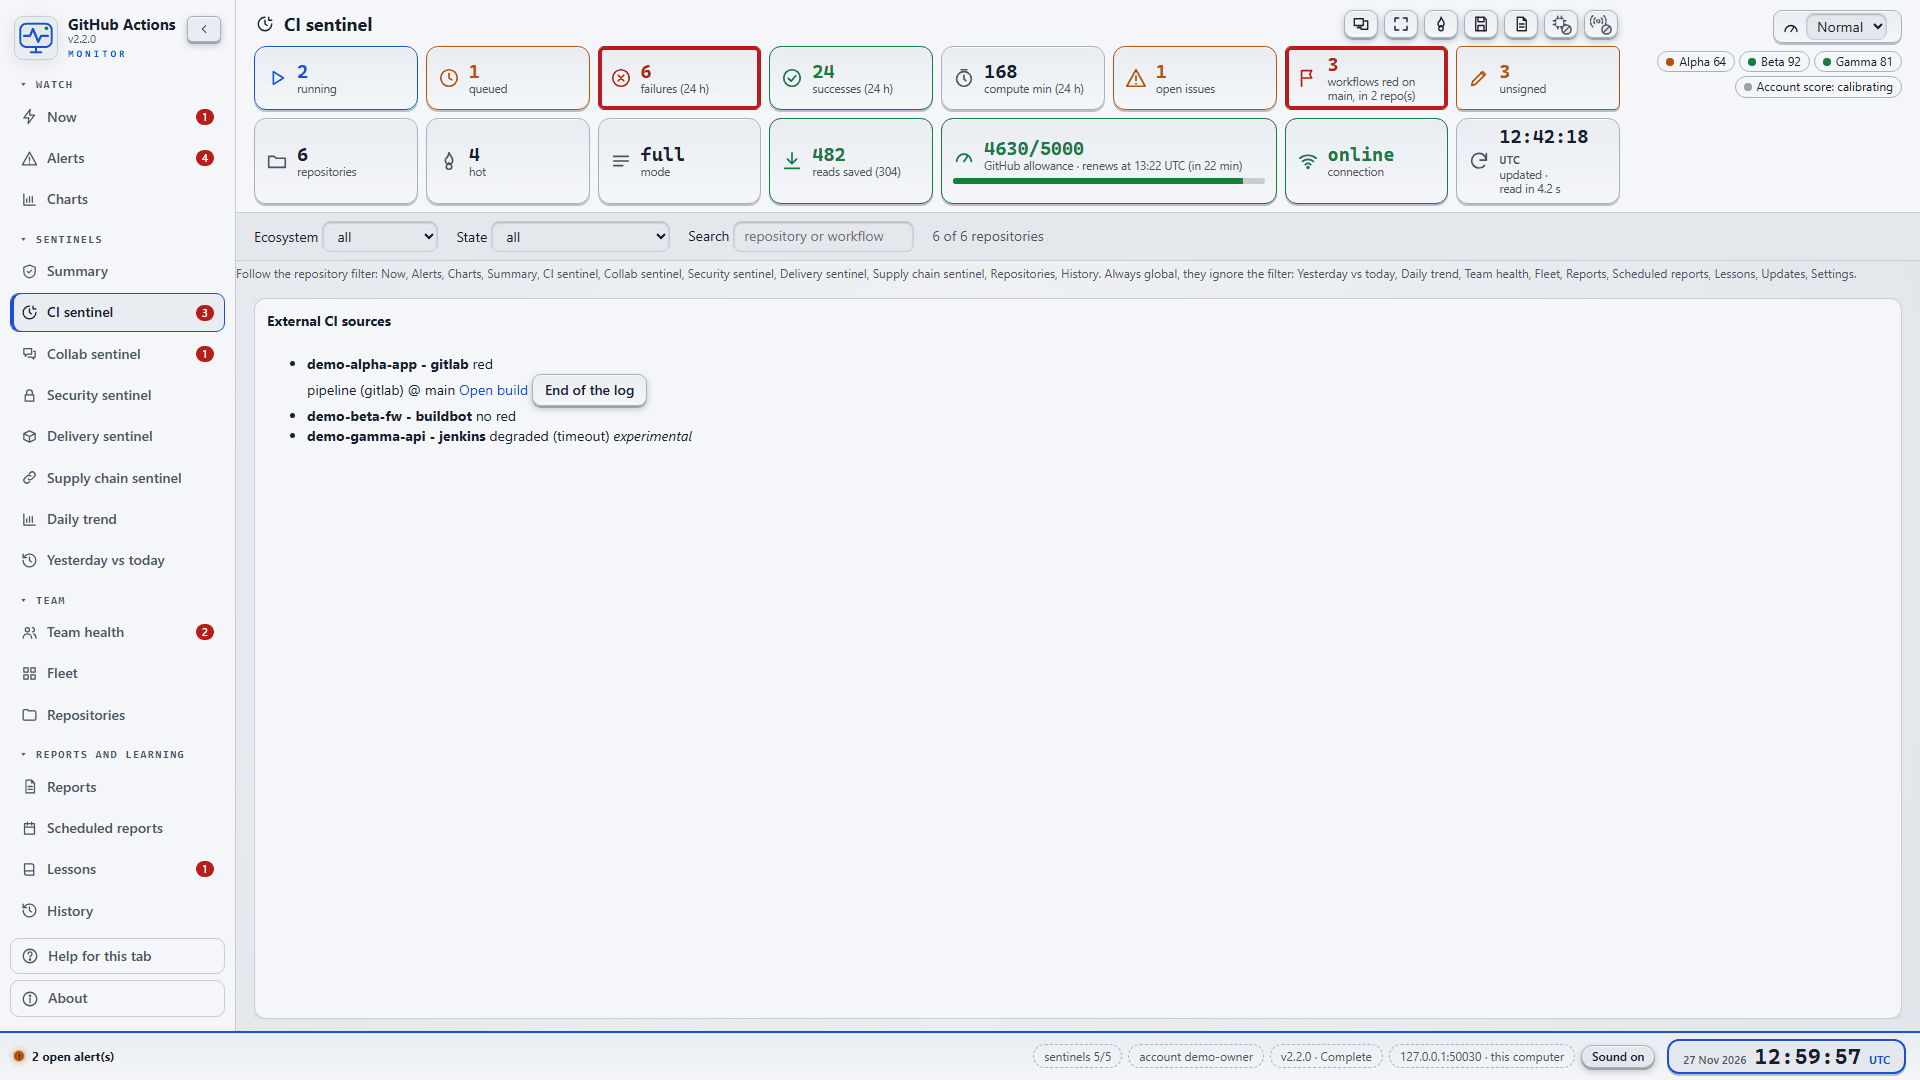 GitHub Actions
v2.2.0
MONITOR
WATCH
Now 1
Alerts 4
Charts
SENTINELS
Summary
CI sentinel 3
Collab sentinel 1
Security sentinel
Delivery sentinel
Supply chain sentinel
Daily trend
Yesterday vs today
TEAM
Team health 2
Fleet
Repositories
REPORTS AND LEARNING
Reports
Scheduled reports
Lessons 1
History
Help for this tab
About
CI sentinel
Normal
Alpha 64
Beta 92
Gamma 81
Account score: calibrating
2
running
1
queued
6
failures (24 h)
24
successes (24 h)
168
compute min (24 h)
1
open issues
3
workflows red on
main, in 2 repo(s)
3
unsigned
6
repositories
4
hot
full
mode
482
reads saved (304)
4630/5000
GitHub allowance · renews at 13:22 UTC (in 22 min)
online
connection
12:42:18
UTC
updated ·
read in 4.2 s
Ecosystem all State all Search repository or workflow 6 of 6 repositories
Follow the repository filter: Now, Alerts, Charts, Summary, CI sentinel, Collab sentinel, Security sentinel, Delivery sentinel, Supply chain sentinel, Repositories, History. Always global, they ignore the filter: Yesterday vs today, Daily trend, Team health, Fleet, Reports, Scheduled reports, Lessons, Updates, Settings.
External CI sources
demo-alpha-app - gitlab red
pipeline (gitlab) @ main Open build End of the log
demo-beta-fw - buildbot no red
demo-gamma-api - jenkins degraded (timeout) experimental
2 open alert(s)
sentinels 5/5
account demo-owner
v2.2.0 · Complete
127.0.0.1:50030 · this computer
Sound on
27 Nov 2026 12:59:57 UTC